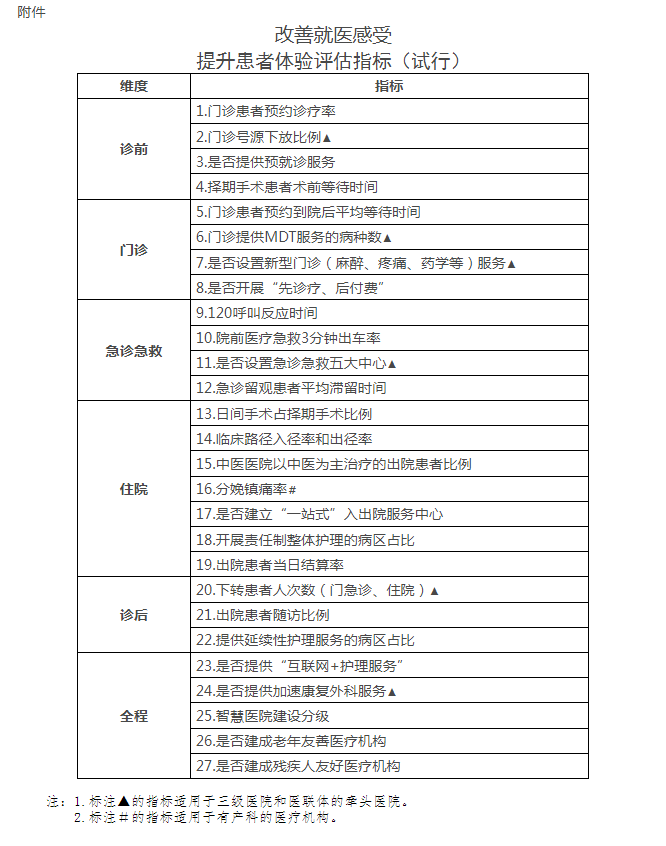 附件
改善就医感受
提升患者体验评估指标（试行）
维度 指标
诊前
1.门诊患者预约诊疗率
2.门诊号源下放比例▲
3.是否提供预就诊服务
4.择期手术患者术前等待时间
门诊
5.门诊患者预约到院后平均等待时间
6.门诊提供MDT服务的病种数▲
7.是否设置新型门诊（麻醉、疼痛、药学等）服务▲
8.是否开展“先诊疗、后付费”
急诊急救
9.120呼叫反应时间
10.院前医疗急救3分钟出车率
11.是否设置急诊急救五大中心▲
12.急诊留观患者平均滞留时间
住院
13.日间手术占择期手术比例
14.临床路径入径率和出径率
15.中医医院以中医为主治疗的出院患者比例
16.分娩镇痛率#
17.是否建立“一站式”入出院服务中心
18.开展责任制整体护理的病区占比
19.出院患者当日结算率
诊后
20.下转患者人次数（门急诊、住院）▲
21.出院患者随访比例
22.提供延续性护理服务的病区占比
全程
23.是否提供“互联网+护理服务”
24.是否提供加速康复外科服务▲
25.智慧医院建设分级
26.是否建成老年友善医疗机构
27.是否建成残疾人友好医疗机构
注：1.标注▲的指标适用于三级医院和医联体的牵头医院。
2.标注#的指标适用于有产科的医疗机构。